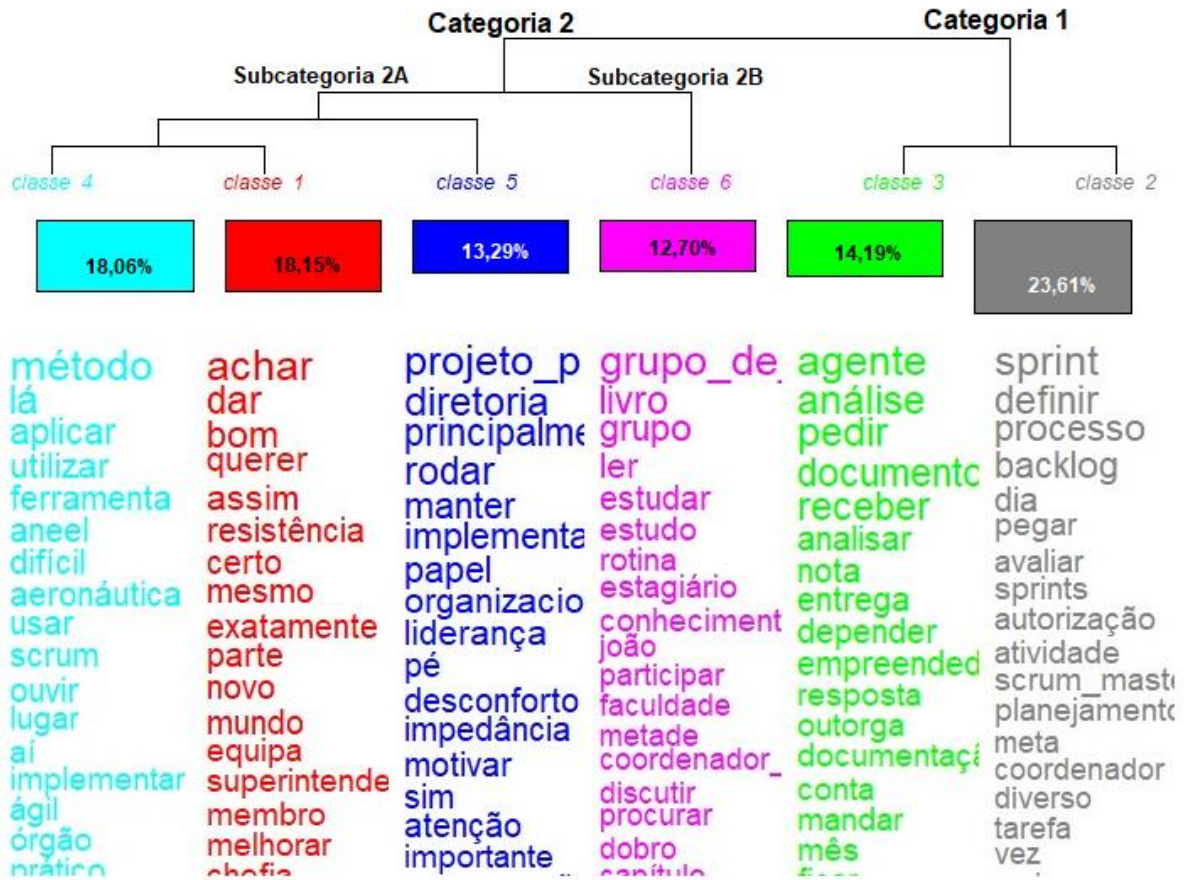 Categoria 2
Categoria 1
Subcategoria 2A
Subcategoria 2B
classe 4
classe 1
classe 5
classe 6
classe 3
classe 2
18,06%
18,15%
13,29%
12,70%
14,19%
23,61%
método
lá
aplicar
utilizar
ferramenta
aneel
difícil
aeronáutica
usar
scrum
ouvir
lugar
aí
implementar
ágil
órgão
prático
achar
dar
bom
querer
assim
resistência
certo
mesmo
exatamente
parte
novo
mundo
equipa
superintende
membro
melhorar
chefia
projeto_p
diretoria
principalme
rodar
manter
implementa
papel
organizacio
liderança
pé
desconforto
impedância
motivar
sim
atenção
importante
grupo_de_
livro
grupo
ler
estudar
estudo
rotina
estagiário
conheciment
joão
participar
faculdade
metade
coordenador_
discutir
procurar
dobro
capítulo
agente
análise
pedir
documento
receber
analisar
nota
entrega
depender
empreended
resposta
outorga
documentaçã
conta
mandar
mês
sprint
definir
processo
backlog
dia
pegar
avaliar
sprints
autorização
atividade
scrum_maste
planejamento
meta
coordenador
diverso
tarefa
vez